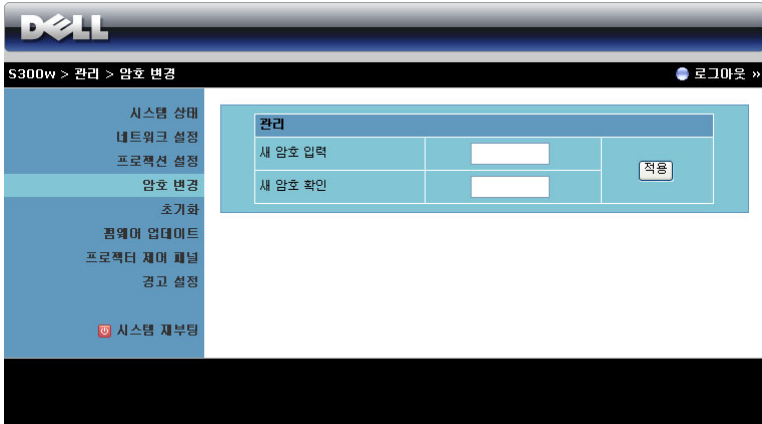 DELL
S300w > 관리 > 암호 변경
로그아웃 »
시스템 상태
네트워크 설정
프로젝션 설정
암호 변경
초기화
펌웨어 업데이트
프로젝터 제어 패널
경고 설정
시스템 재부팅
관리
새 암호 입력
새 암호 확인
적용